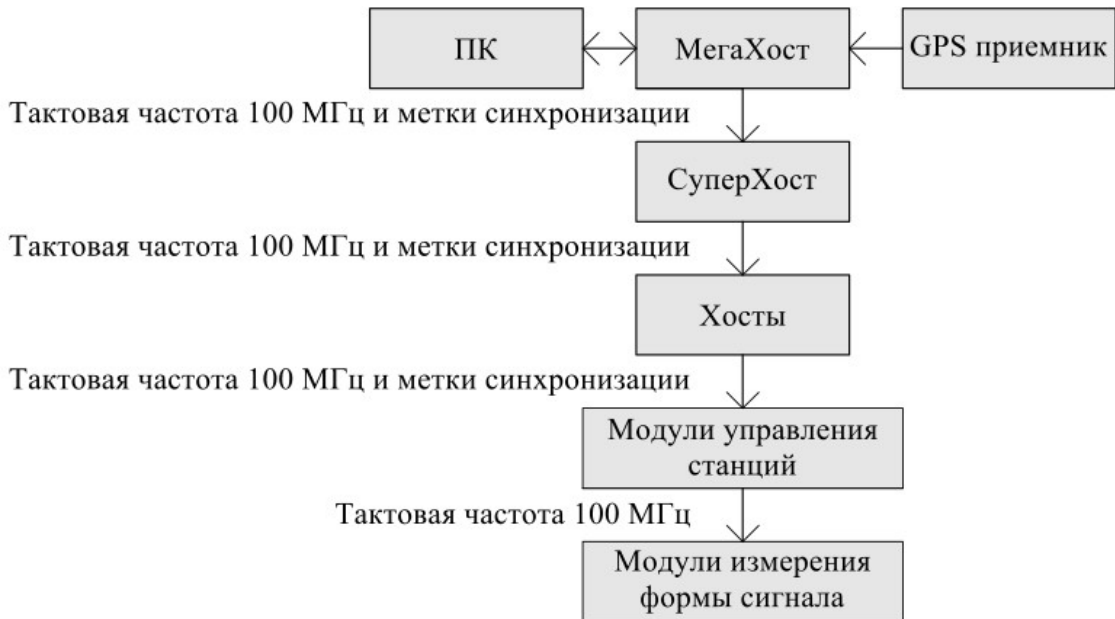 ПК
МегаХост
GPS приемник
Тактовая частота 100 МГц и метки синхронизации
СуперХост
Тактовая частота 100 МГц и метки синхронизации
Хосты
Тактовая частота 100 МГц и метки синхронизации
Модули управления
станций
Тактовая частота 100 МГц
Модули измерения
формы сигнала